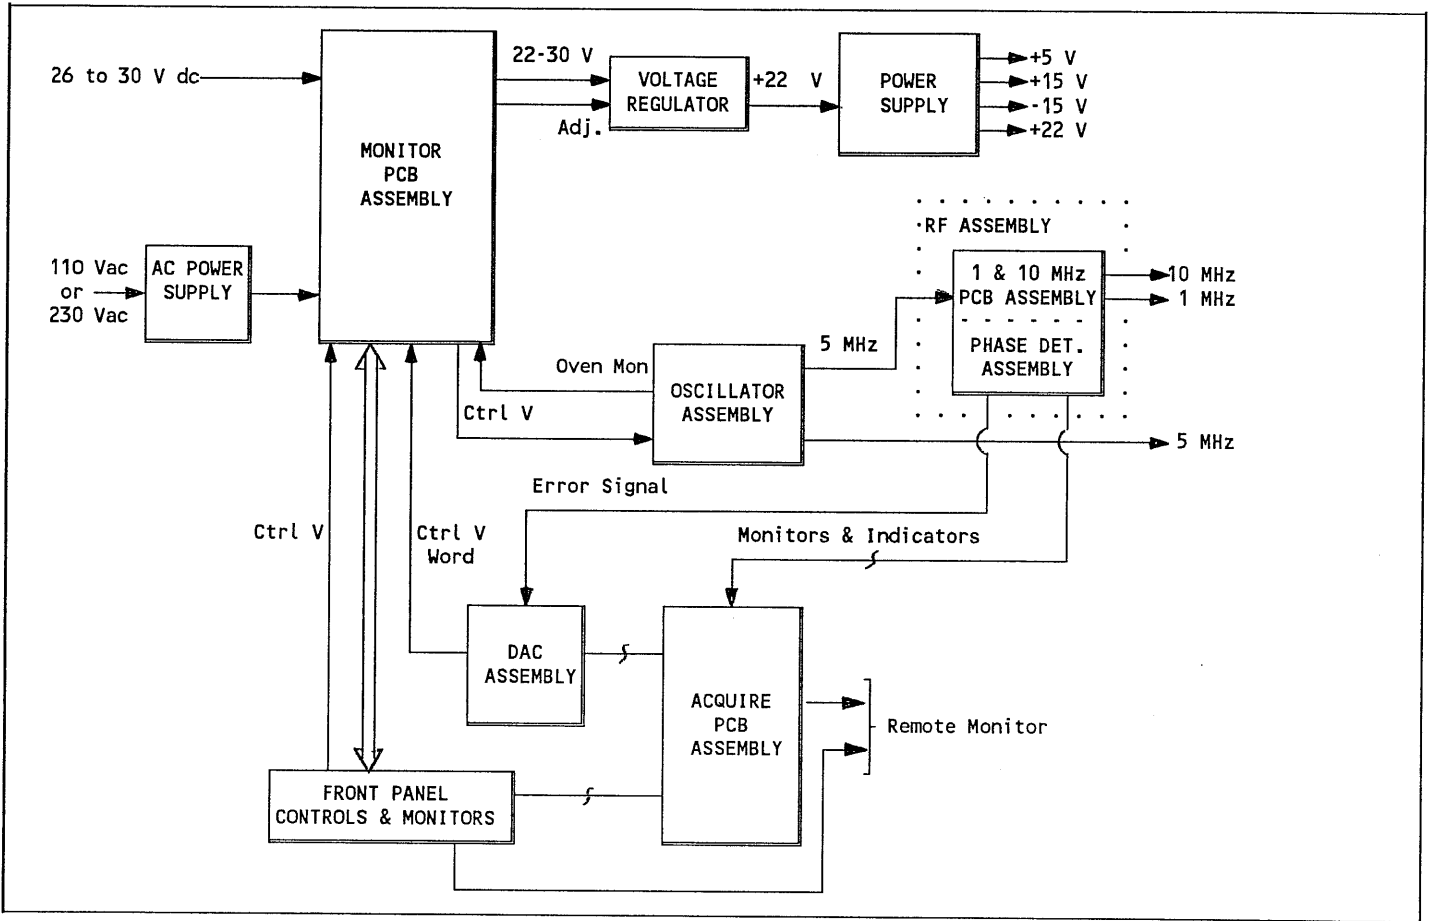 26 to 30 V dc
MONITOR
PCB
ASSEMBLY
22-30 V
Adj.
VOLTAGE
REGULATOR
+22 V
POWER
SUPPLY
+5 V
+15 V
-15 V
+22 V
110 Vac
or
230 Vac
AC POWER
SUPPLY
RF ASSEMBLY
1 & 10 MHz
PCB ASSEMBLY
PHASE DET.
ASSEMBLY
10 MHz
1 MHz
5 MHz
Oven Mon
Ctrl V
OSCILLATOR
ASSEMBLY
5 MHz
Error Signal
Ctrl V
Ctrl V
Word
Monitors & Indicators
DAC
ASSEMBLY
ACQUIRE
PCB
ASSEMBLY
Remote Monitor
FRONT PANEL
CONTROLS & MONITORS